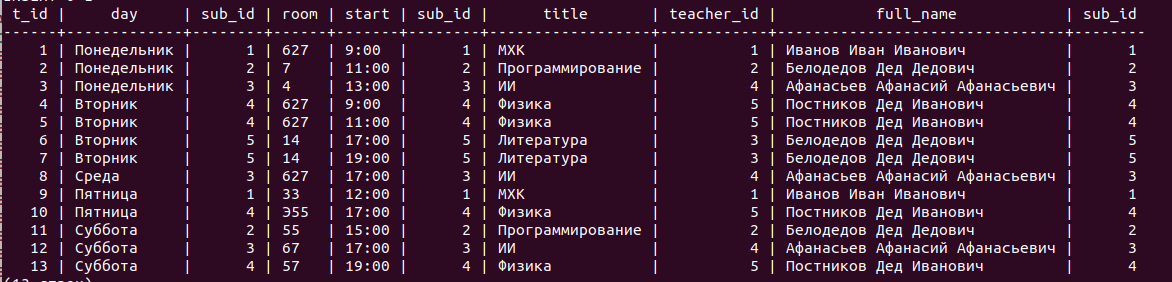 t_id | day | sub_id | room | start | sub_id | title | teacher_id | full_name | sub_id
1 | Понедельник | 1 | 627 | 9:00 | 1 | МХК | 1 | Иванов Иван Иванович | 1
2 | Понедельник | 2 | 7 | 11:00 | 2 | Программирование | 2 | Белодедов Дед Дедович | 2
3 | Понедельник | 3 | 4 | 13:00 | 3 | ИИ | 4 | Афанасьев Афанасий Афанасьевич | 3
4 | Вторник | 4 | 627 | 9:00 | 4 | Физика | 5 | Постников Дед Иванович | 4
5 | Вторник | 4 | 627 | 11:00 | 4 | Физика | 5 | Постников Дед Иванович | 4
6 | Вторник | 5 | 14 | 17:00 | 5 | Литература | 3 | Белодедов Дед Дедович | 5
7 | Вторник | 5 | 14 | 19:00 | 5 | Литература | 3 | Белодедов Дед Дедович | 5
8 | Среда | 3 | 627 | 17:00 | 3 | ИИ | 4 | Афанасьев Афанасий Афанасьевич | 3
9 | Пятница | 1 | 33 | 12:00 | 1 | МХК | 1 | Иванов Иван Иванович | 1
10 | Пятница | 4 | Э55 | 17:00 | 4 | Физика | 5 | Постников Дед Иванович | 4
11 | Суббота | 2 | 55 | 15:00 | 2 | Программирование | 2 | Белодедов Дед Дедович | 2
12 | Суббота | 3 | 67 | 17:00 | 3 | ИИ | 4 | Афанасьев Афанасий Афанасьевич | 3
13 | Суббота | 4 | 57 | 19:00 | 4 | Физика | 5 | Постников Дед Иванович | 4